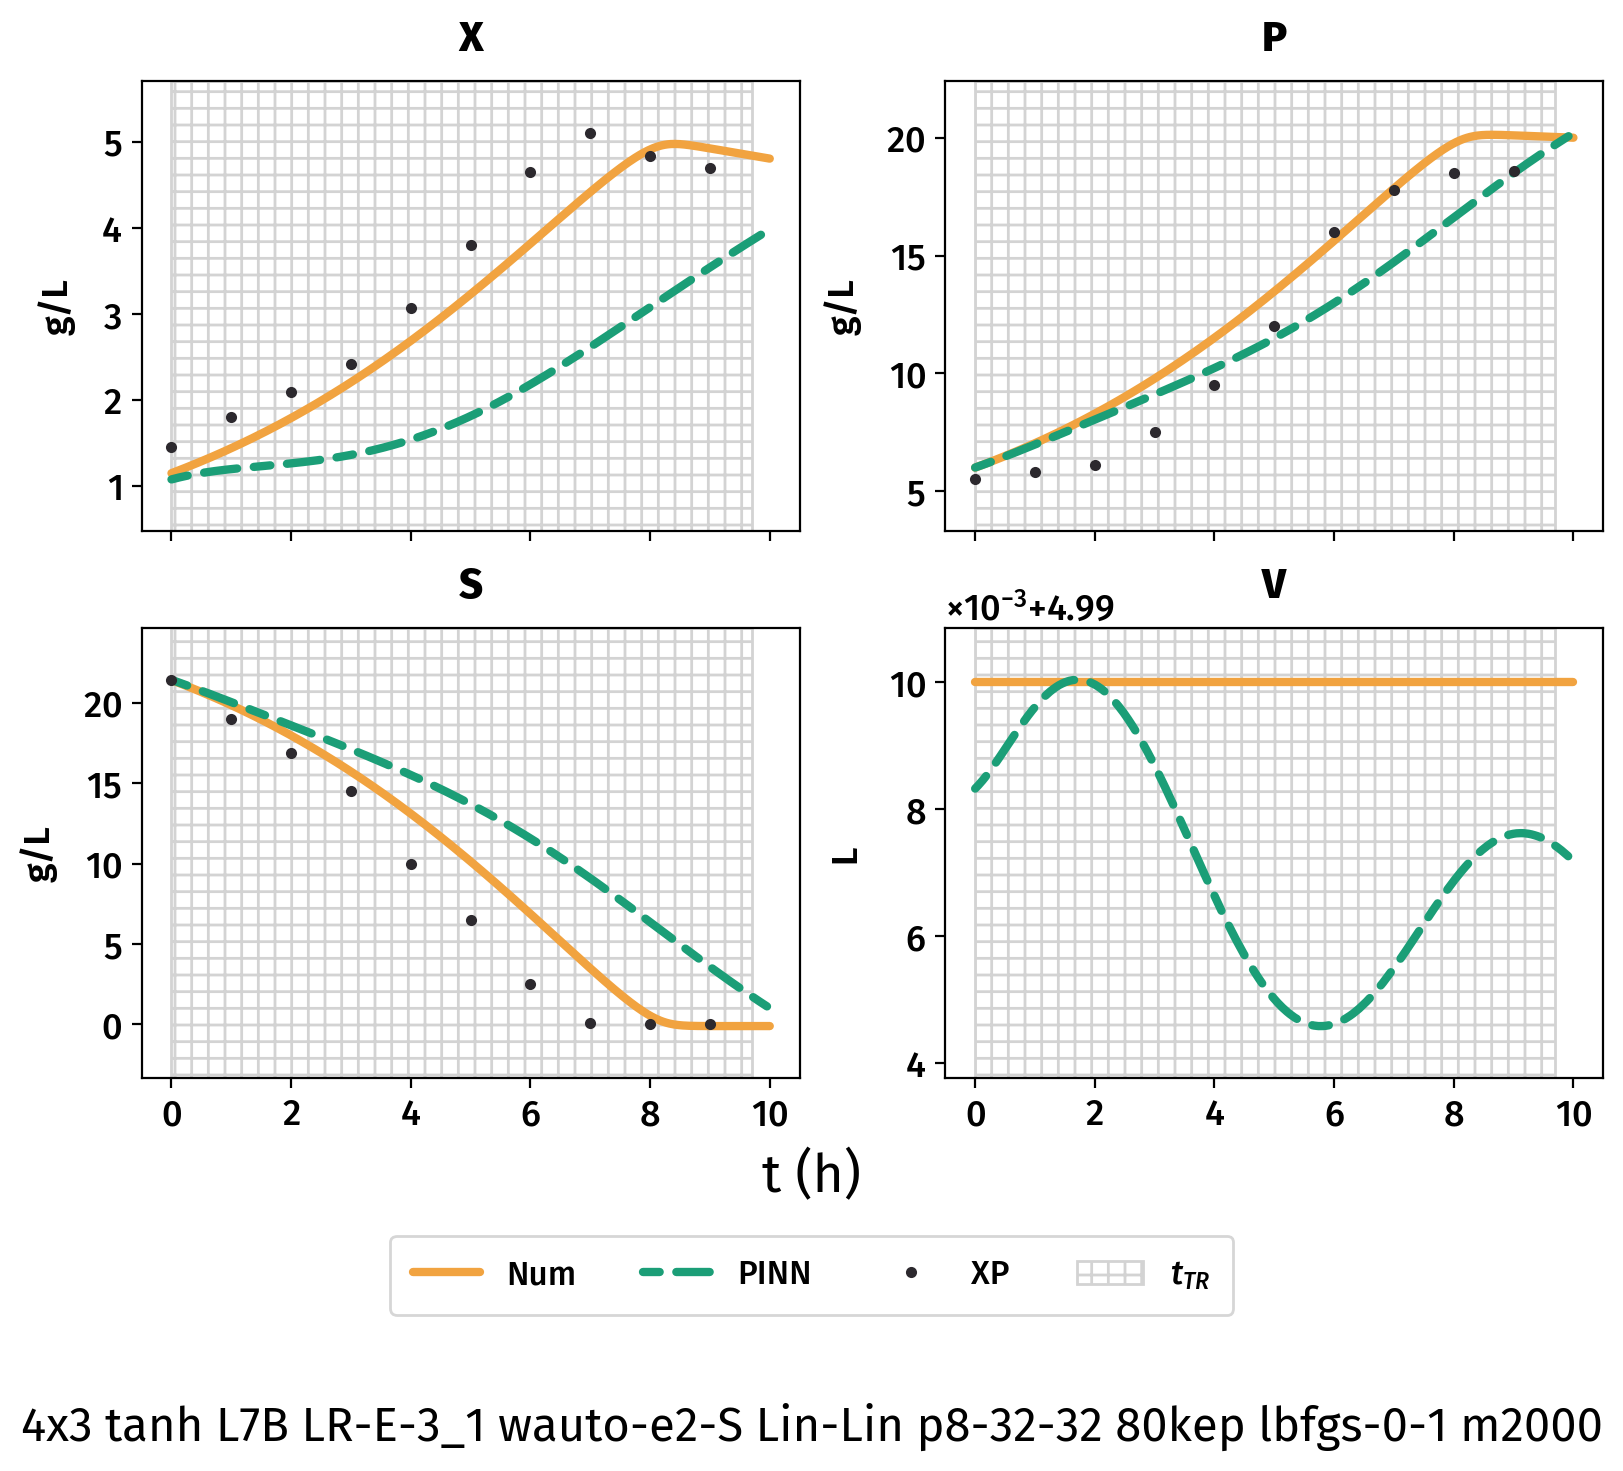 X
P
5
4
3
2
1
g/L
20
15
10
5
g/L
S
V
×10⁻³+4.99
20
15
10
5
0
g/L
10
8
6
4
L
0 2 4 6 8 10
0 2 4 6 8 10
t (h)
Num PINN XP t_TR
4x3 tanh L7B LR-E-3_1 wauto-e2-S Lin-Lin p8-32-32 80kep lbfgs-0-1 m2000